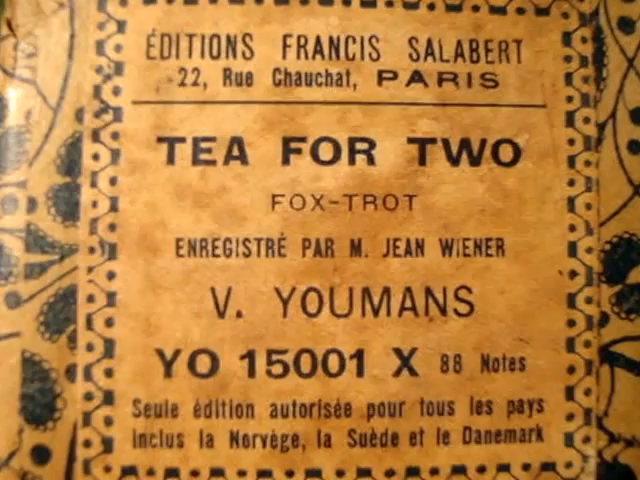 ÉDITIONS FRANCIS SALABERT
22, Rue Chauchat, PARIS
TEA FOR TWO
FOX-TROT
ENREGISTRÉ PAR M. JEAN WIENER
V. YOUMANS
YO 15001 X 88 Notes
Seule édition autorisée pour tous les pays
inclus la Norvège, la Suède et le Danemark